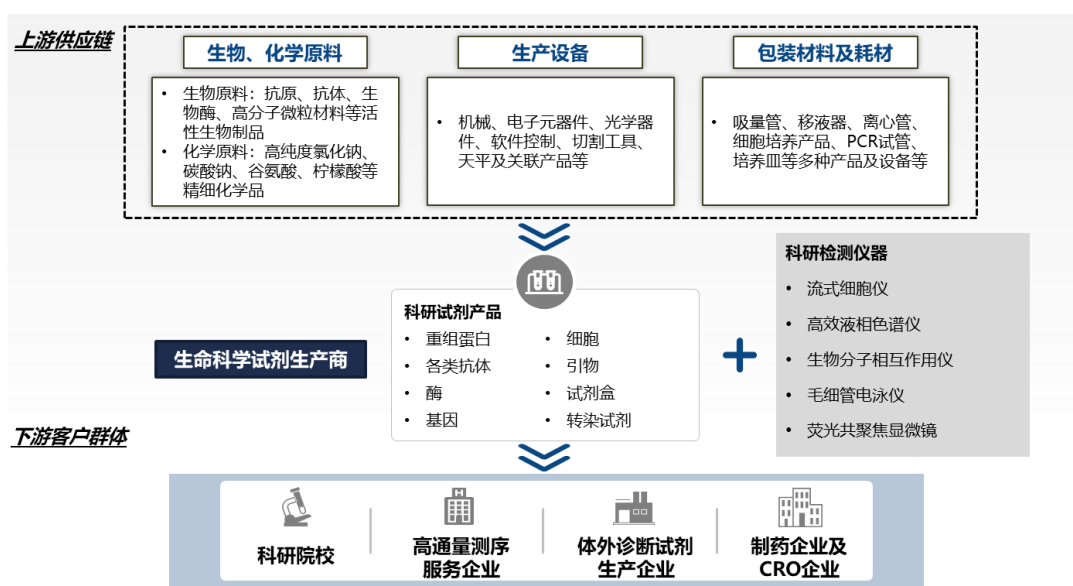 上游供应链
生物、化学原料
• 生物原料：抗原、抗体、生
物酶、高分子微粒材料等活
性生物制品
• 化学原料：高纯度氯化钠、
碳酸钠、谷氨酸、柠檬酸等
精细化学品
生产设备
• 机械、电子元器件、光学器
件、软件控制、切割工具、
天平及关联产品等
包装材料及耗材
• 吸量管、移液器、离心管、
细胞培养产品、PCR试管、
培养皿等多种产品及设备等
生命科学试剂生产商
科研试剂产品
• 重组蛋白
• 各类抗体
• 酶
• 基因
• 细胞
• 引物
• 试剂盒
• 转染试剂
科研检测仪器
• 流式细胞仪
• 高效液相色谱仪
• 生物分子相互作用仪
• 毛细管电泳仪
• 荧光共聚焦显微镜
下游客户群体
科研院校
高通量测序
服务企业
体外诊断试剂
生产企业
制药企业及
CRO企业